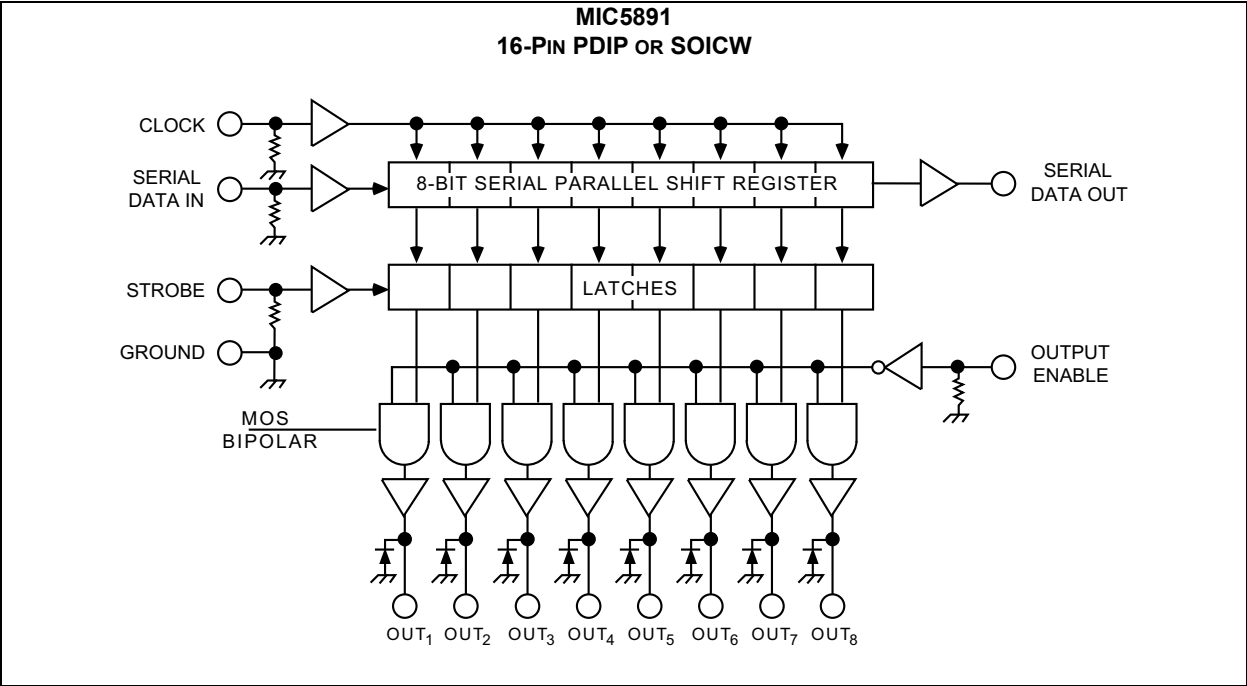 MIC5891
16-PIN PDIP OR SOICW
CLOCK
SERIAL
DATA IN
8-BIT SERIAL PARALLEL SHIFT REGISTER
SERIAL
DATA OUT
STROBE
LATCHES
GROUND
OUTPUT
ENABLE
MOS
BIPOLAR
OUT1 OUT2 OUT3 OUT4 OUT5 OUT6 OUT7 OUT8